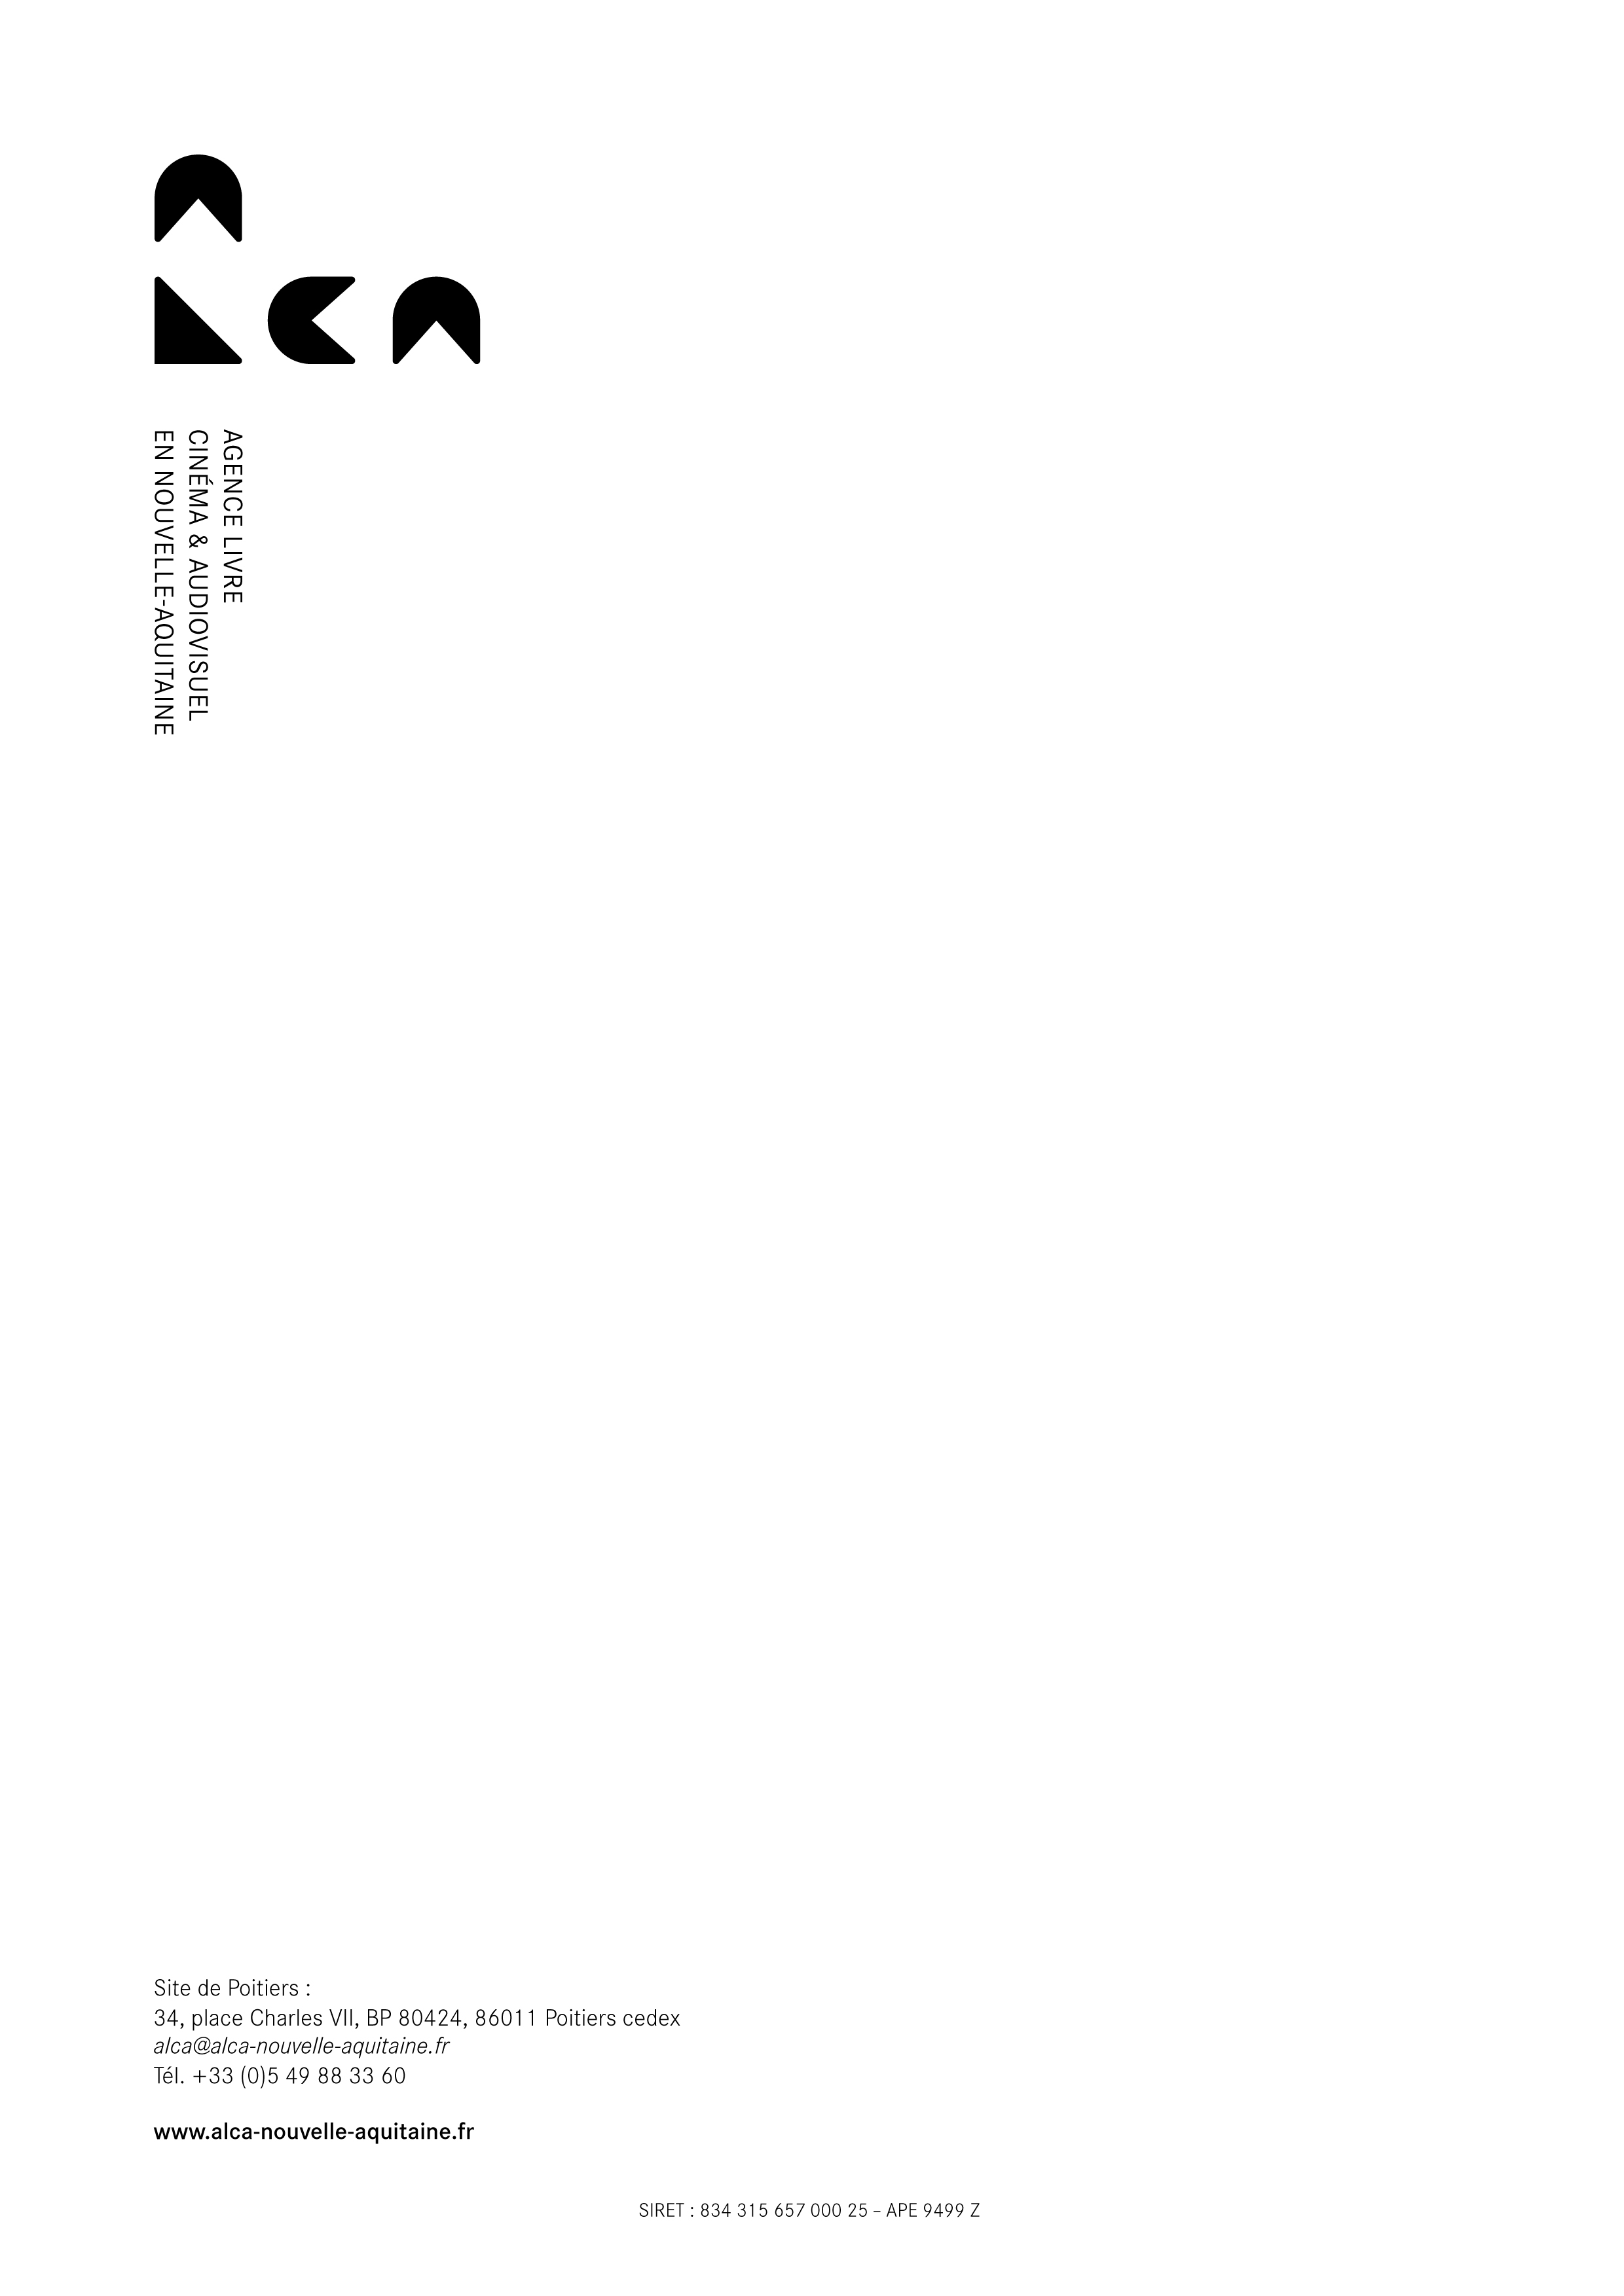 ALCA
AGENCE LIVRE
CINÉMA & AUDIOVISUEL
EN NOUVELLE-AQUITAINE
Site de Poitiers :
34, place Charles VII, BP 80424, 86011 Poitiers cedex
alca@alca-nouvelle-aquitaine.fr
Tél. +33 (0)5 49 88 33 60
www.alca-nouvelle-aquitaine.fr
SIRET : 834 315 657 000 25 – APE 9499 Z